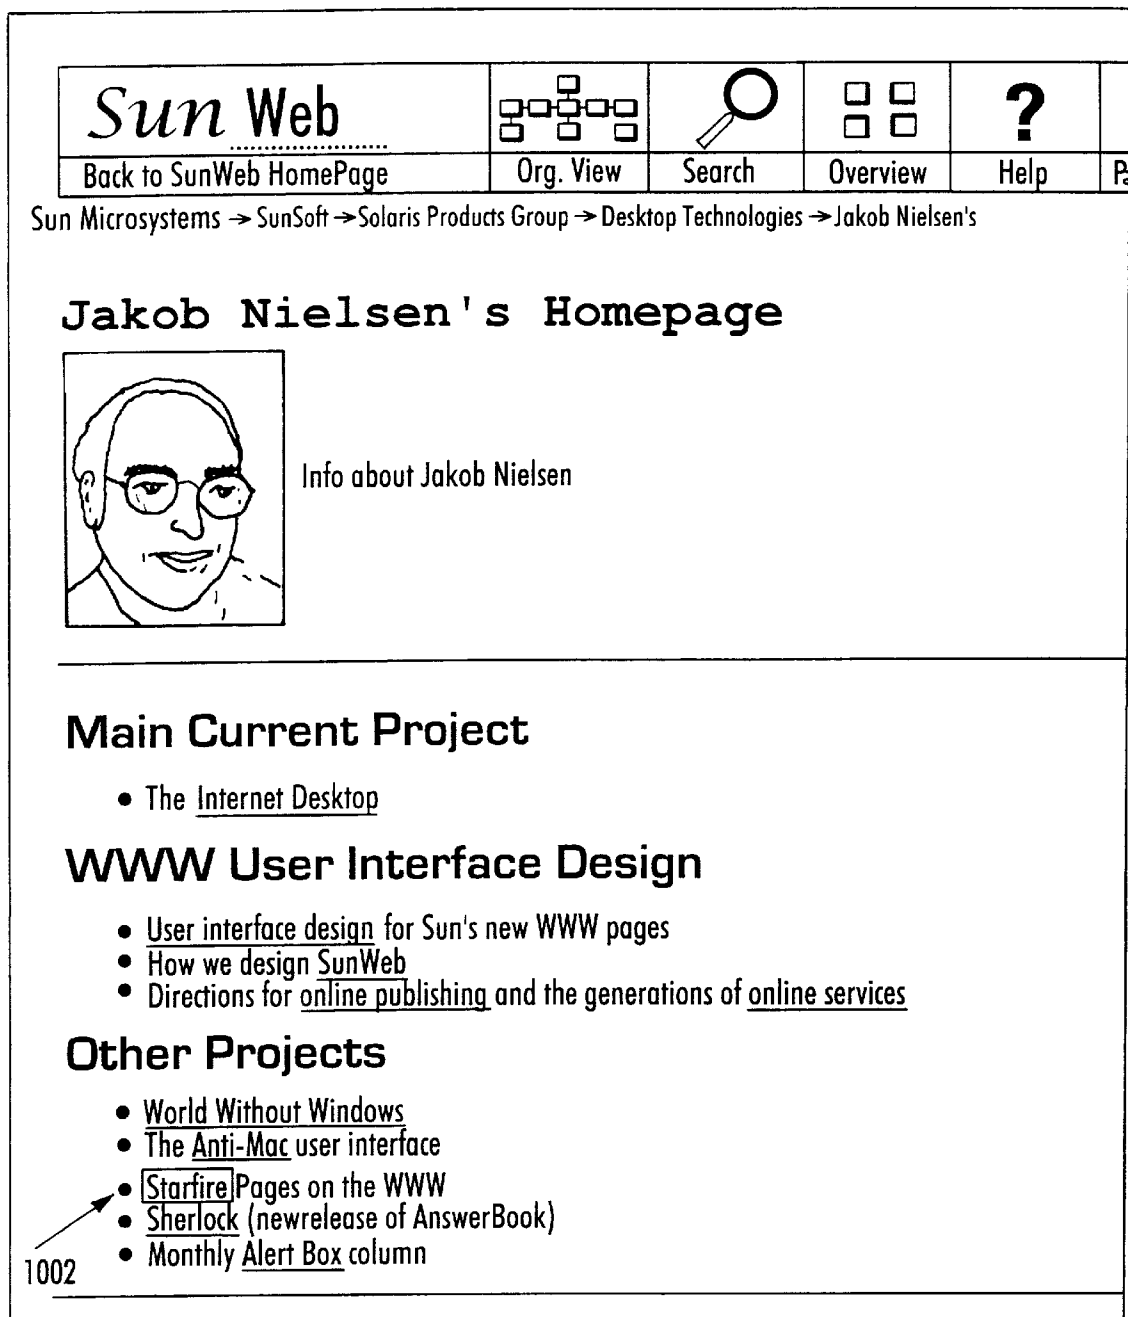 Sun Web
Back to SunWeb HomePage
Org. View
Search
Overview
?
Help
Sun Microsystems → SunSoft → Solaris Products Group → Desktop Technologies → Jakob Nielsen's
Jakob Nielsen's Homepage
Info about Jakob Nielsen
Main Current Project
• The Internet Desktop
WWW User Interface Design
• User interface design for Sun's new WWW pages
• How we design SunWeb
• Directions for online publishing and the generations of online services
Other Projects
• World Without Windows
• The Anti-Mac user interface
• Starfire Pages on the WWW
• Sherlock (newrelease of AnswerBook)
• Monthly Alert Box column
1002